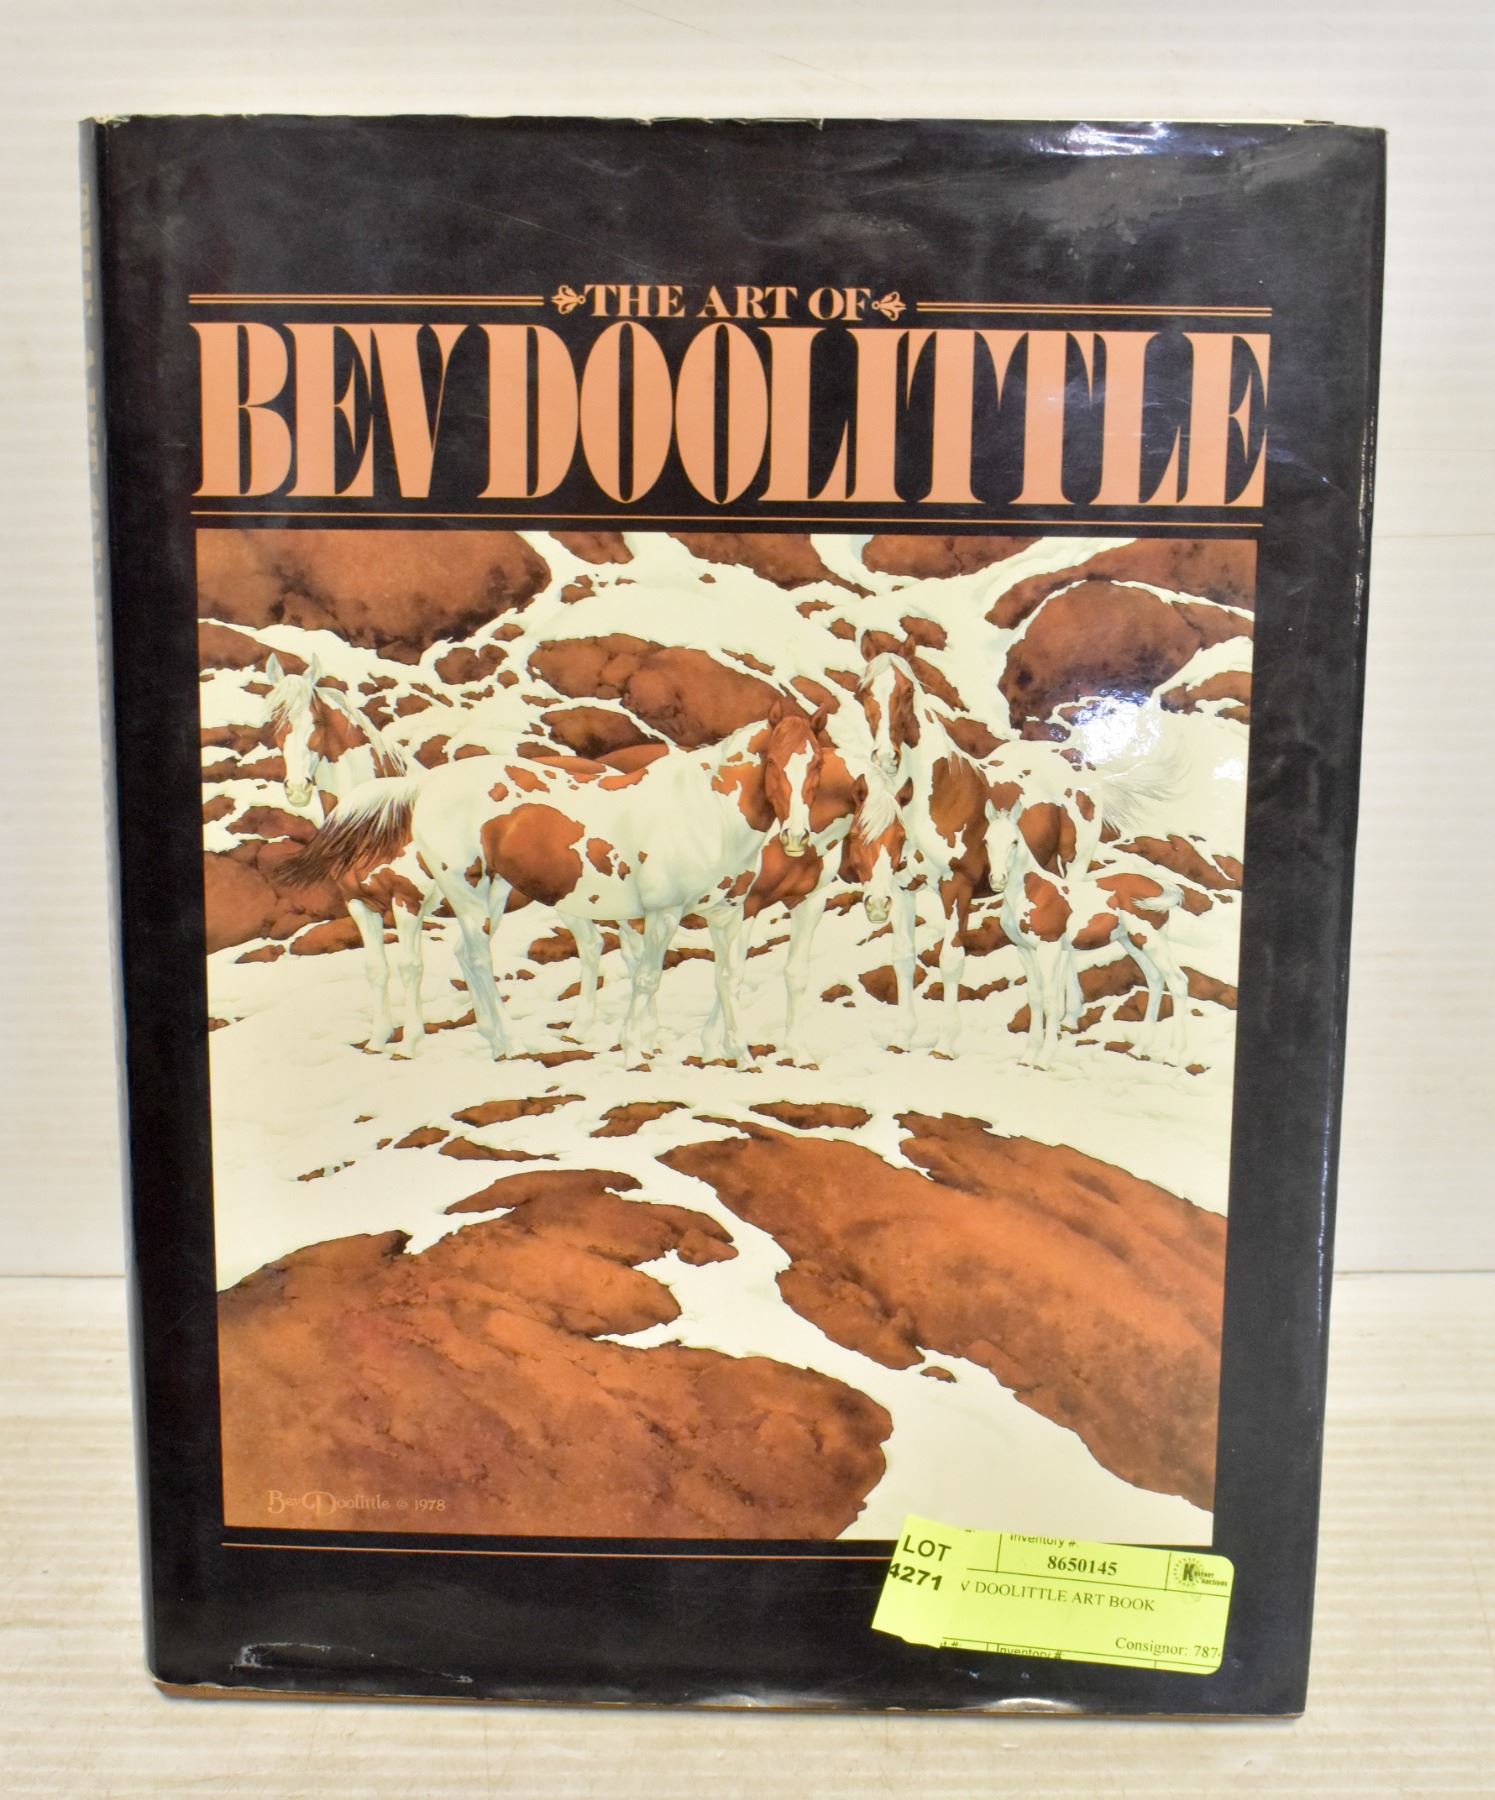 THE ART OF
BEV DOOLITTLE
Bev Doolittle © 1978
LOT
4271
Inventory #:
8650145
V DOOLITTLE ART BOOK
Consignor: 787
Inventory #